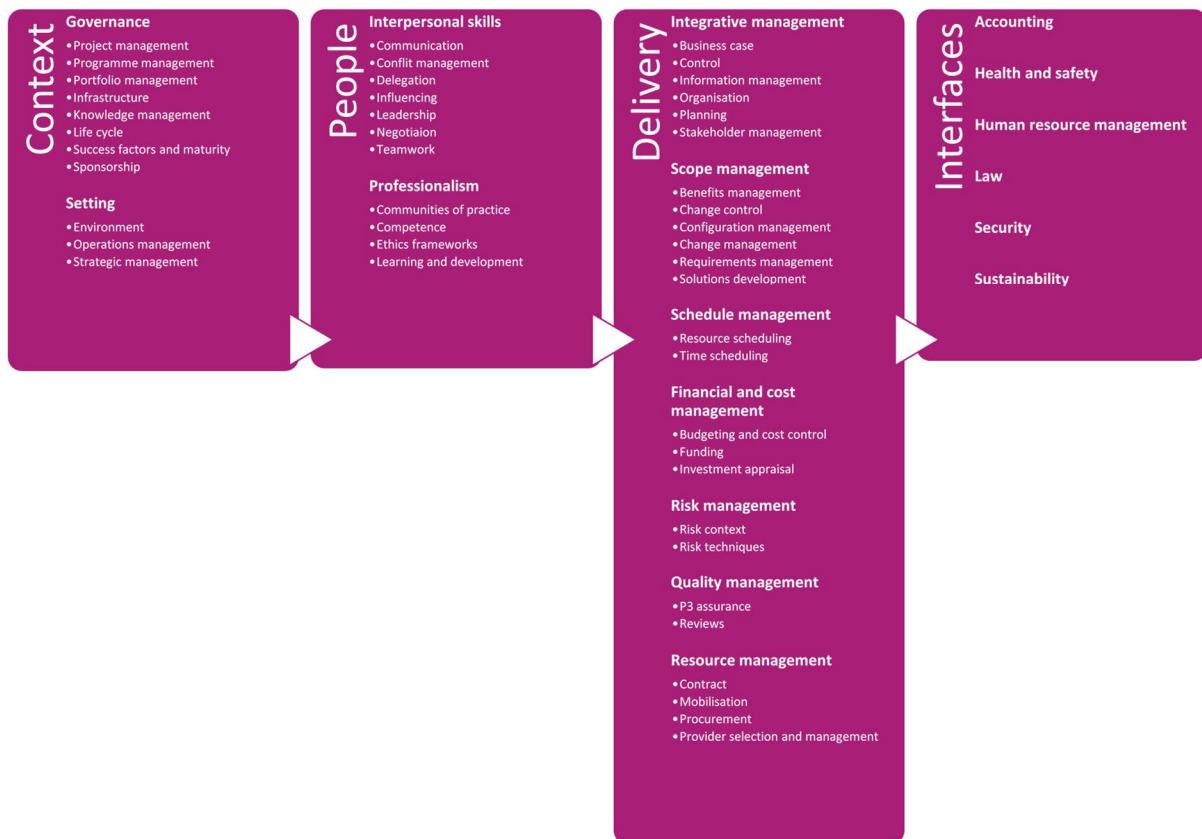 Context
Governance
•Project management
•Programme management
•Portfolio management
•Infrastructure
•Knowledge management
•Life cycle
•Success factors and maturity
•Sponsorship
Setting
•Environment
•Operations management
•Strategic management
People
Interpersonal skills
•Communication
•Conflit management
•Delegation
•Influencing
•Leadership
•Negotiaion
•Teamwork
Professionalism
•Communities of practice
•Competence
•Ethics frameworks
•Learning and development
Delivery
Integrative management
•Business case
•Control
•Information management
•Organisation
•Planning
•Stakeholder management
Scope management
•Benefits management
•Change control
•Configuration management
•Change management
•Requirements management
•Solutions development
Schedule management
•Resource scheduling
•Time scheduling
Financial and cost
management
•Budgeting and cost control
•Funding
•Investment appraisal
Risk management
•Risk context
•Risk techniques
Quality management
•P3 assurance
•Reviews
Resource management
•Contract
•Mobilisation
•Procurement
•Provider selection and management
Interfaces
Accounting
Health and safety
Human resource management
Law
Security
Sustainability